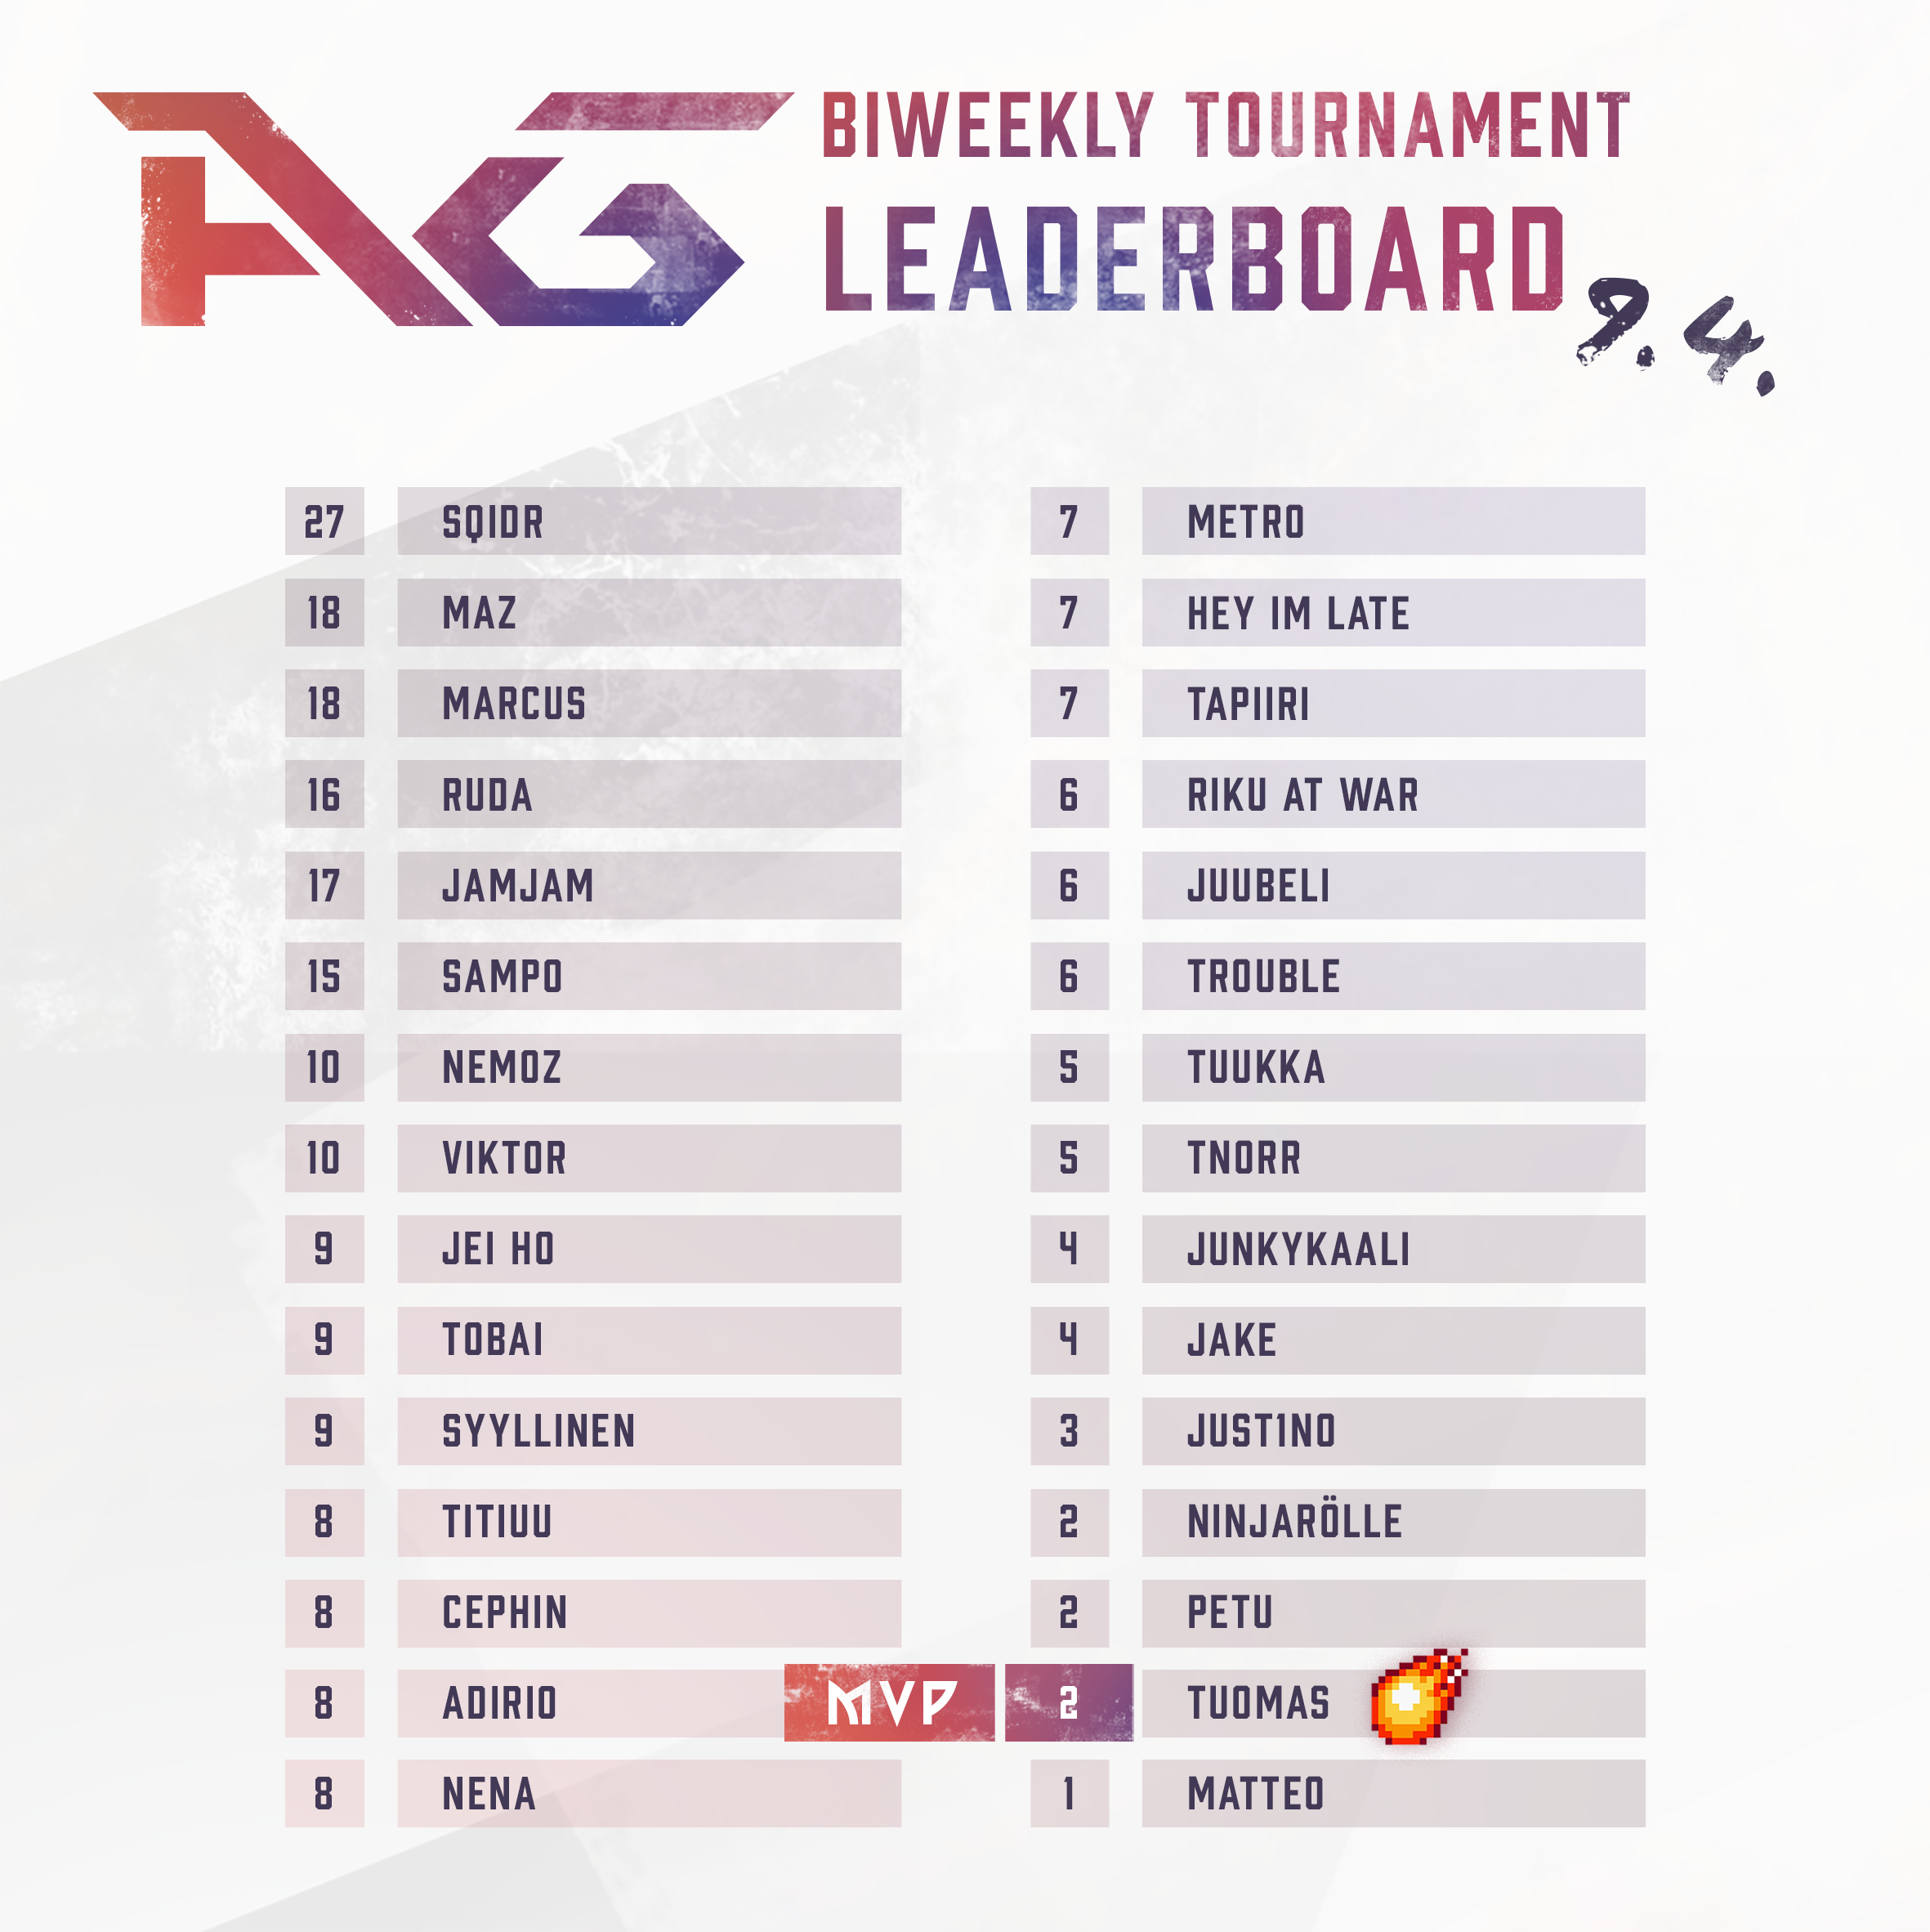 AG BIWEEKLY TOURNAMENT
LEADERBOARD
9.4.
27 SQIDR
18 MAZ
18 MARCUS
16 RUDA
17 JAMJAM
15 SAMPO
10 NEMOZ
10 VIKTOR
9 JEI HO
9 TOBAI
9 SYYLLINEN
8 TITIUU
8 CEPHIN
8 ADIRIO
8 NENA
7 METRO
7 HEY IM LATE
7 TAPIIRI
6 RIKU AT WAR
6 JUUBELI
6 TROUBLE
5 TUUKKA
5 TNORR
4 JUNKYKAALI
4 JAKE
3 JUST1NO
2 NINJARÖLLE
2 PETU
MVP 2 TUOMAS
1 MATTEO